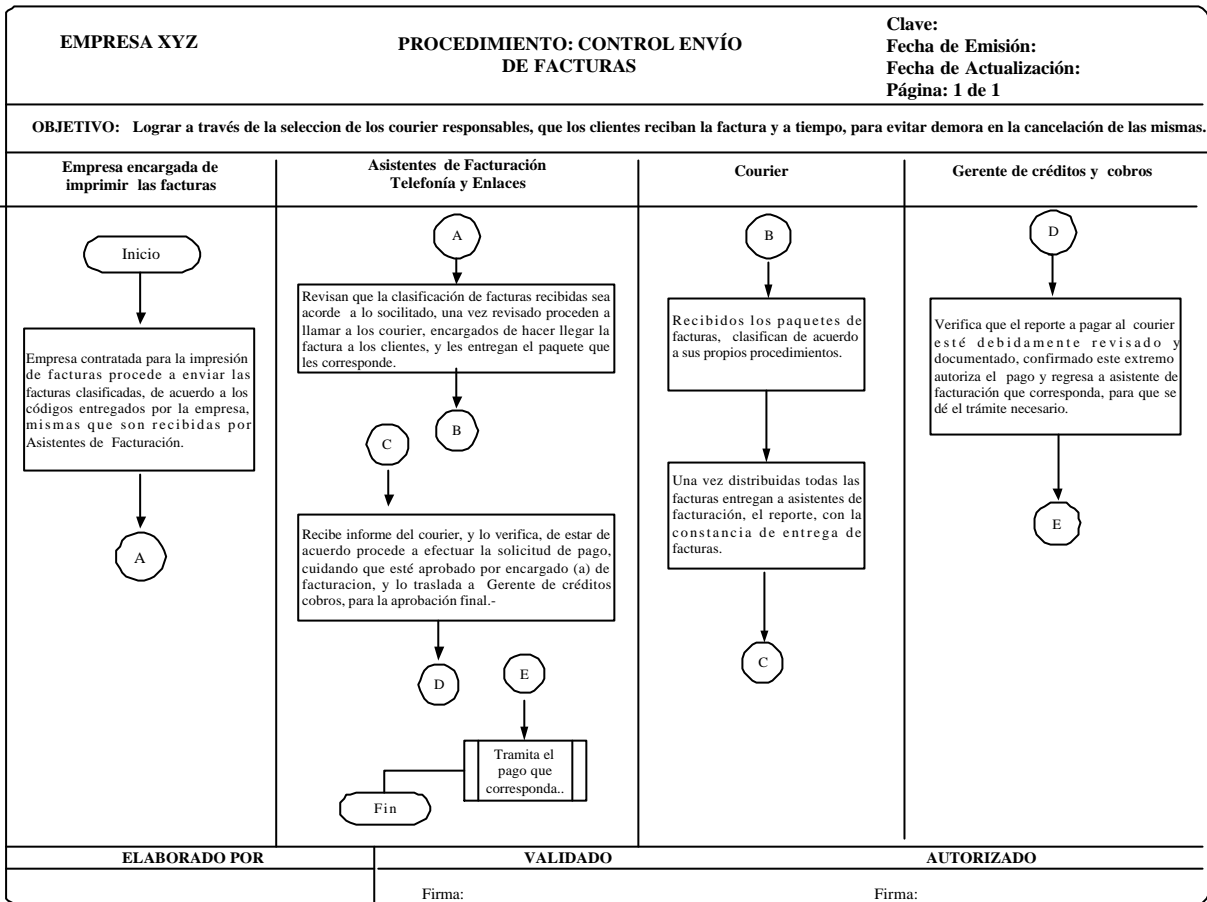 EMPRESA XYZ
PROCEDIMIENTO: CONTROL ENVÍO
DE FACTURAS
Clave:
Fecha de Emisión:
Fecha de Actualización:
Página: 1 de 1
OBJETIVO: Lograr a través de la seleccion de los courier responsables, que los clientes reciban la factura y a tiempo, para evitar demora en la cancelación de las mismas.
Empresa encargada de
imprimir las facturas
Asistentes de Facturación
Telefonía y Enlaces
Courier
Gerente de créditos y cobros
Inicio
Empresa contratada para la impresión
de facturas procede a enviar las
facturas clasificadas, de acuerdo a los
códigos entregados por la empresa,
mismas que son recibidas por
Asistentes de Facturación.
A
A
Revisan que la clasificación de facturas recibidas sea
acorde a lo socilitado, una vez revisado proceden a
llamar a los courier, encargados de hacer llegar la
factura a los clientes, y les entregan el paquete que
les corresponde.
B
C
Recibe informe del courier, y lo verifica, de estar de
acuerdo procede a efectuar la solicitud de pago,
cuidando que esté aprobado por encargado (a) de
facturacion, y lo traslada a Gerente de créditos
cobros, para la aprobación final.-
D
E
Tramita el
pago que
corresponda..
Fin
B
Recibidos los paquetes de
facturas, clasifican de acuerdo
a sus propios procedimientos.
Una vez distribuidas todas las
facturas entregan a asistentes de
facturación, el reporte, con la
constancia de entrega de
facturas.
C
D
Verifica que el reporte a pagar al courier
esté debidamente revisado y
documentado, confirmado este extremo
autoriza el pago y regresa a asistente de
facturación que corresponda, para que se
dé el trámite necesario.
E
ELABORADO POR
VALIDADO
AUTORIZADO
Firma:
Firma: